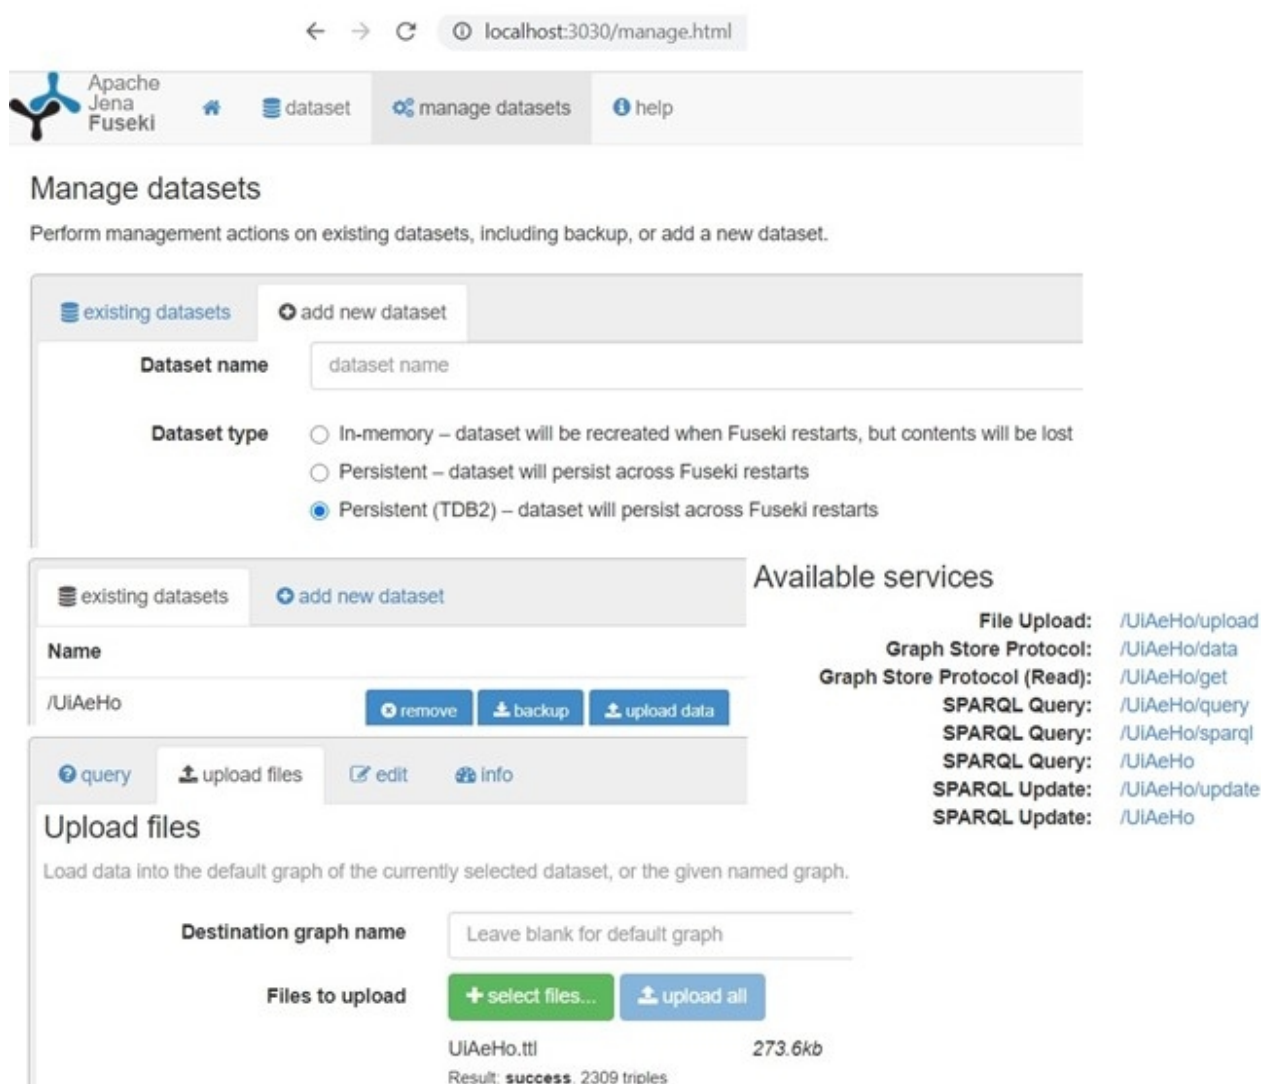 localhost:3030/manage.html
Apache
Jena
Fuseki
dataset
manage datasets
help
Manage datasets
Perform management actions on existing datasets, including backup, or add a new dataset.
existing datasets
add new dataset
Dataset name
dataset name
Dataset type
In-memory – dataset will be recreated when Fuseki restarts, but contents will be lost
Persistent – dataset will persist across Fuseki restarts
Persistent (TDB2) – dataset will persist across Fuseki restarts
existing datasets
add new dataset
Name
/UiAeHo
remove
backup
upload data
Available services
File Upload: /UiAeHo/upload
Graph Store Protocol: /UiAeHo/data
Graph Store Protocol (Read): /UiAeHo/get
SPARQL Query: /UiAeHo/query
SPARQL Query: /UiAeHo/sparql
SPARQL Query: /UiAeHo
SPARQL Update: /UiAeHo/update
SPARQL Update: /UiAeHo
query
upload files
edit
info
Upload files
Load data into the default graph of the currently selected dataset, or the given named graph.
Destination graph name
Leave blank for default graph
Files to upload
select files...
upload all
UiAeHo.ttl 273.6kb
Result: success, 2309 triples